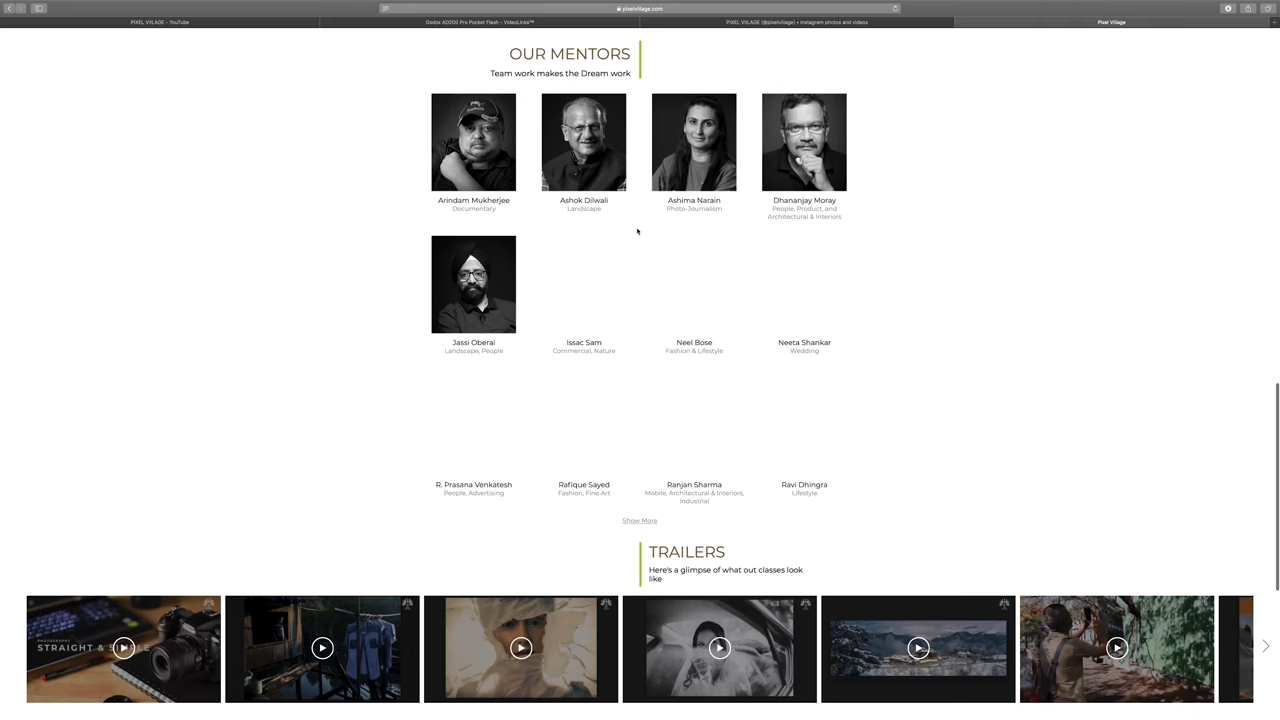 pixelvillage.com
PIXEL VIILAGE - YouTube
Godox AD200 Pro Pocket Flash - VideoLinks™
PIXEL VIILAGE (@pixelvillage) • Instagram photos and videos
Pixel Village
OUR MENTORS
Team work makes the Dream work
Arindam Mukherjee
Documentary
Ashok Dilwali
Landscape
Ashima Narain
Photo-Journalism
Dhananjay Moray
People, Product, and
Architectural & Interiors
Jassi Oberai
Landscape, People
Issac Sam
Commercial, Nature
Neel Bose
Fashion & Lifestyle
Neeta Shankar
Wedding
R. Prasana Venkatesh
People, Advertising
Rafique Sayed
Fashion, Fine Art
Ranjan Sharma
Mobile, Architectural & Interiors,
Industrial
Ravi Dhingra
Lifestyle
Show More
TRAILERS
Here's a glimpse of what out classes look
like
PHOTOGRAPHY
STRAIGHT & SIMPLE